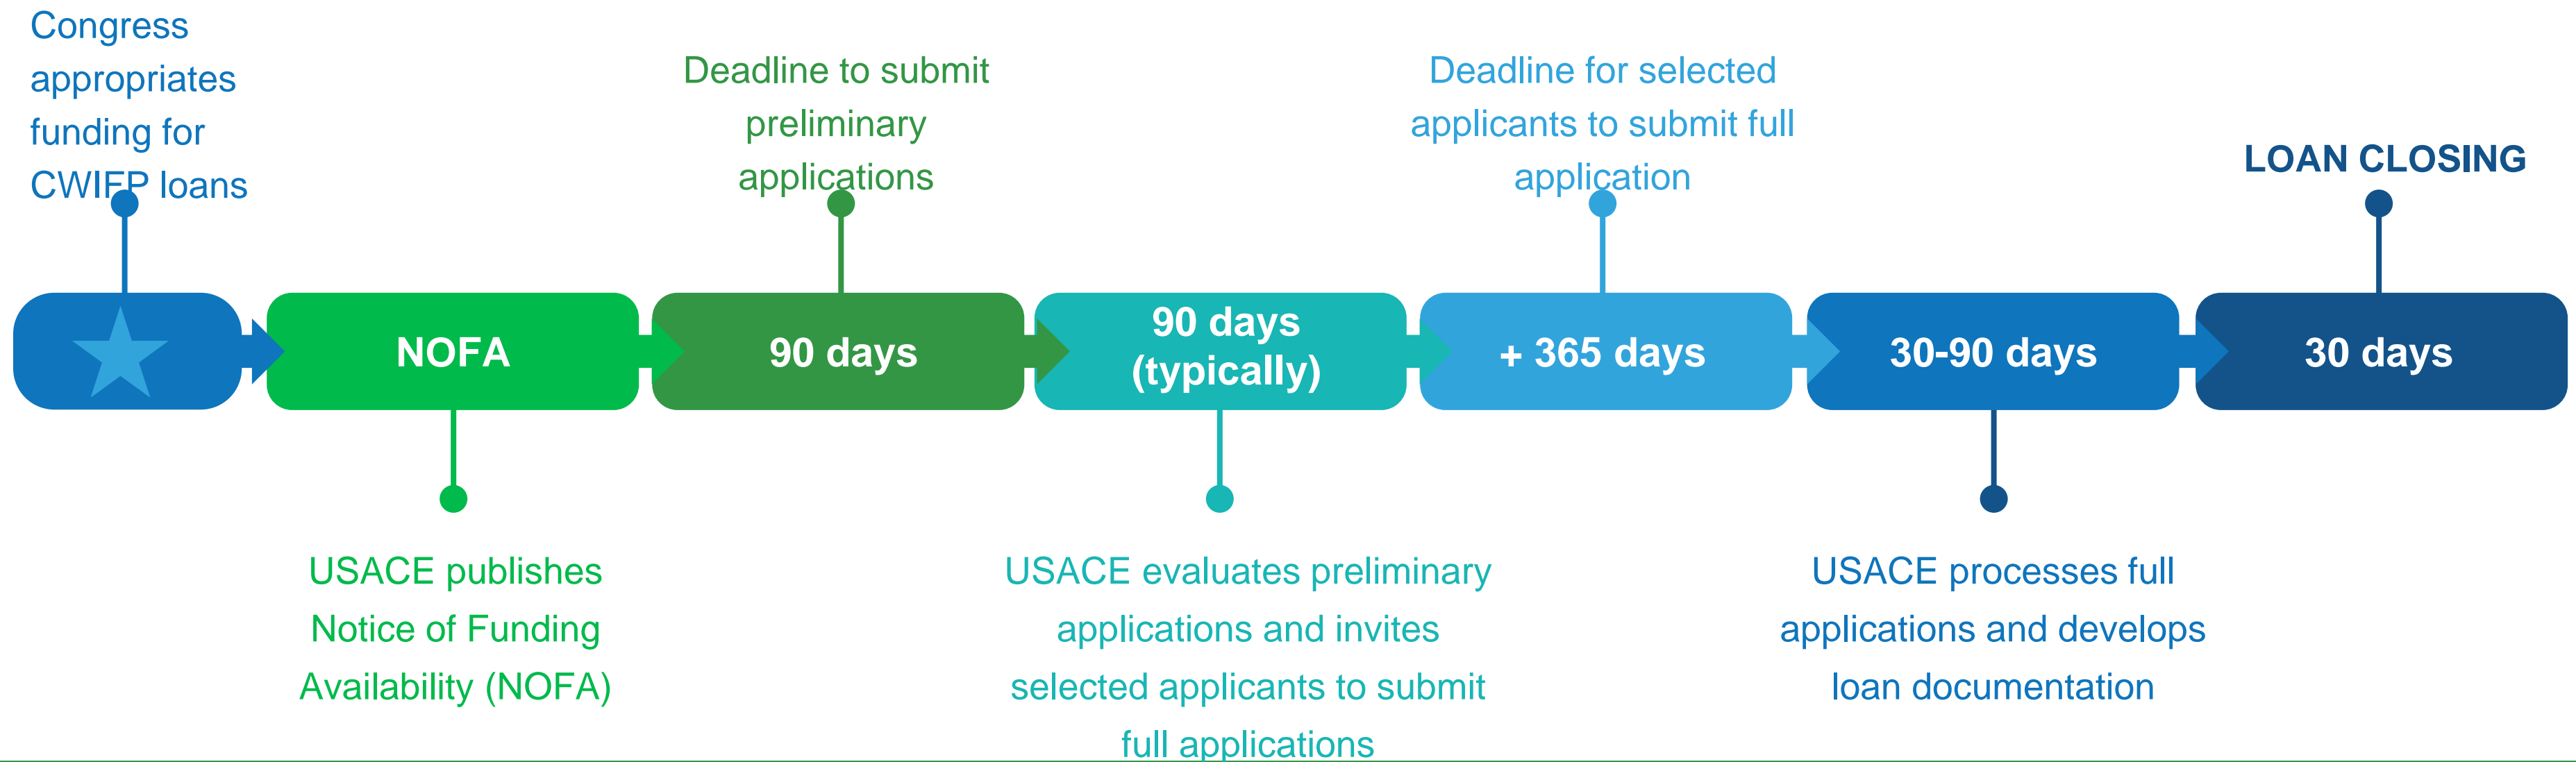 Congress
appropriates
funding for
CWIFP loans
Deadline to submit
preliminary
applications
Deadline for selected
applicants to submit full
application
LOAN CLOSING
NOFA
90 days
90 days
(typically)
+ 365 days
30-90 days
30 days
USACE publishes
Notice of Funding
Availability (NOFA)
USACE evaluates preliminary
applications and invites
selected applicants to submit
full applications
USACE processes full
applications and develops
loan documentation